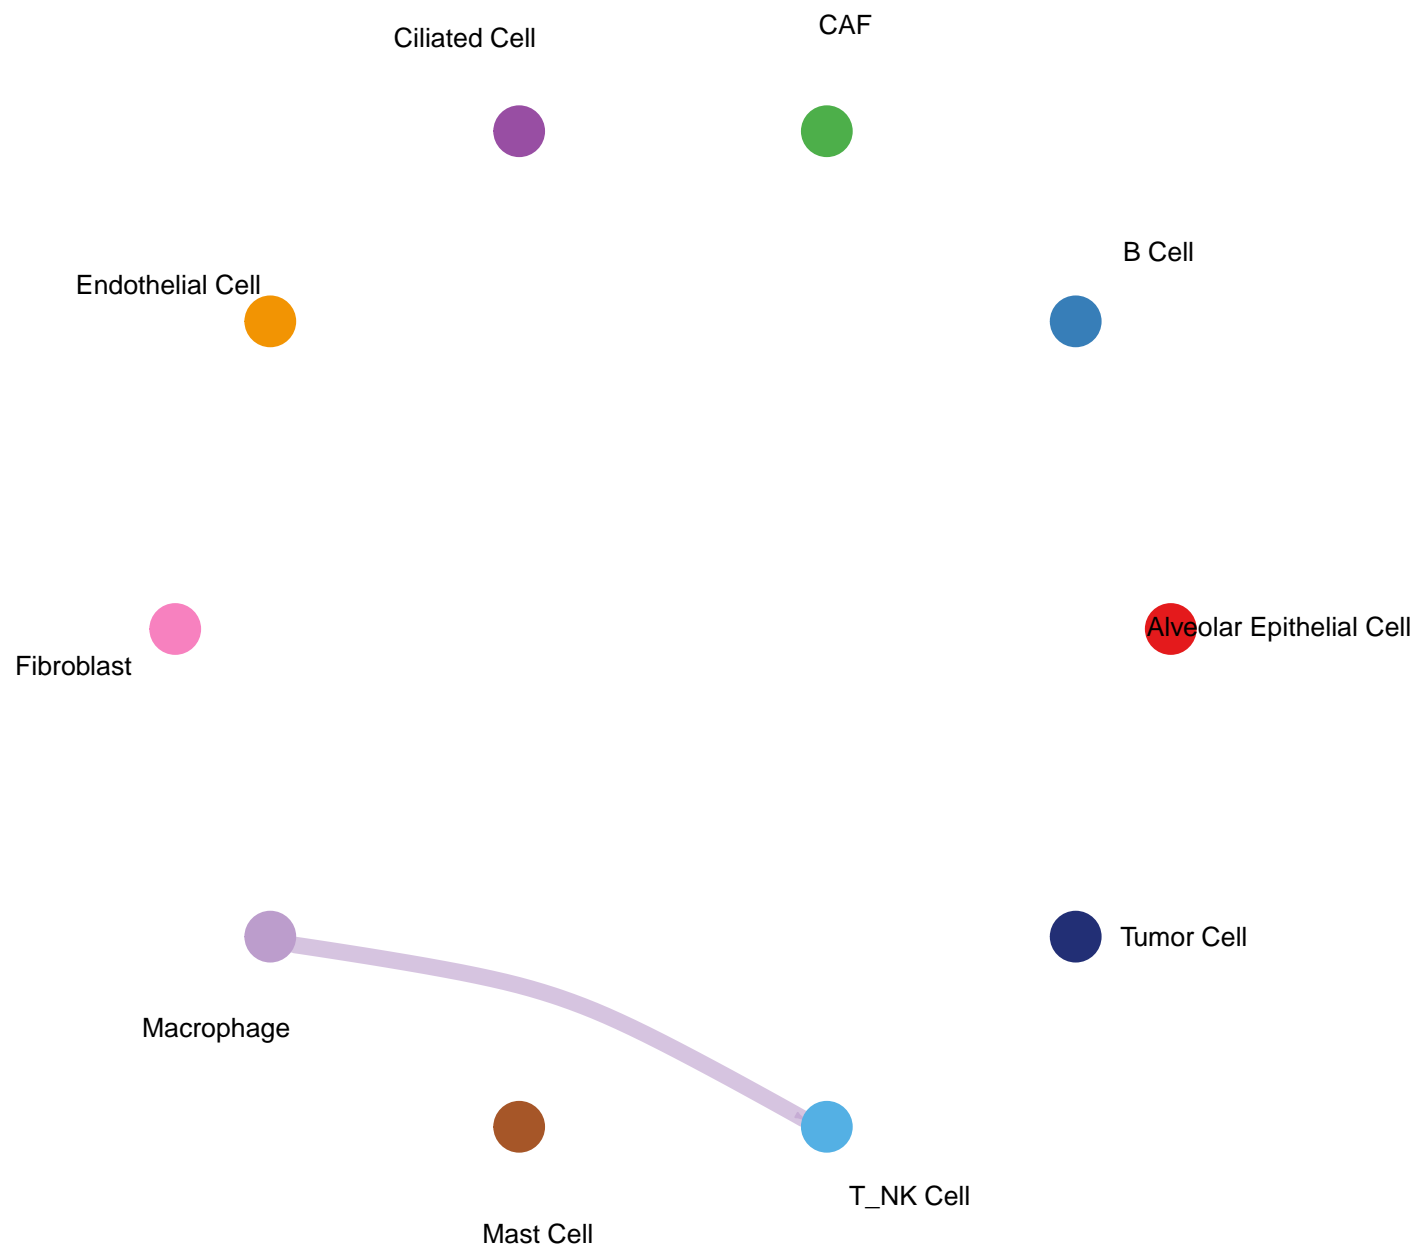 CAF
Ciliated Cell
B Cell
Endothelial Cell
Alveolar Epithelial Cell
Fibroblast
Tumor Cell
Macrophage
T_NK Cell
Mast Cell